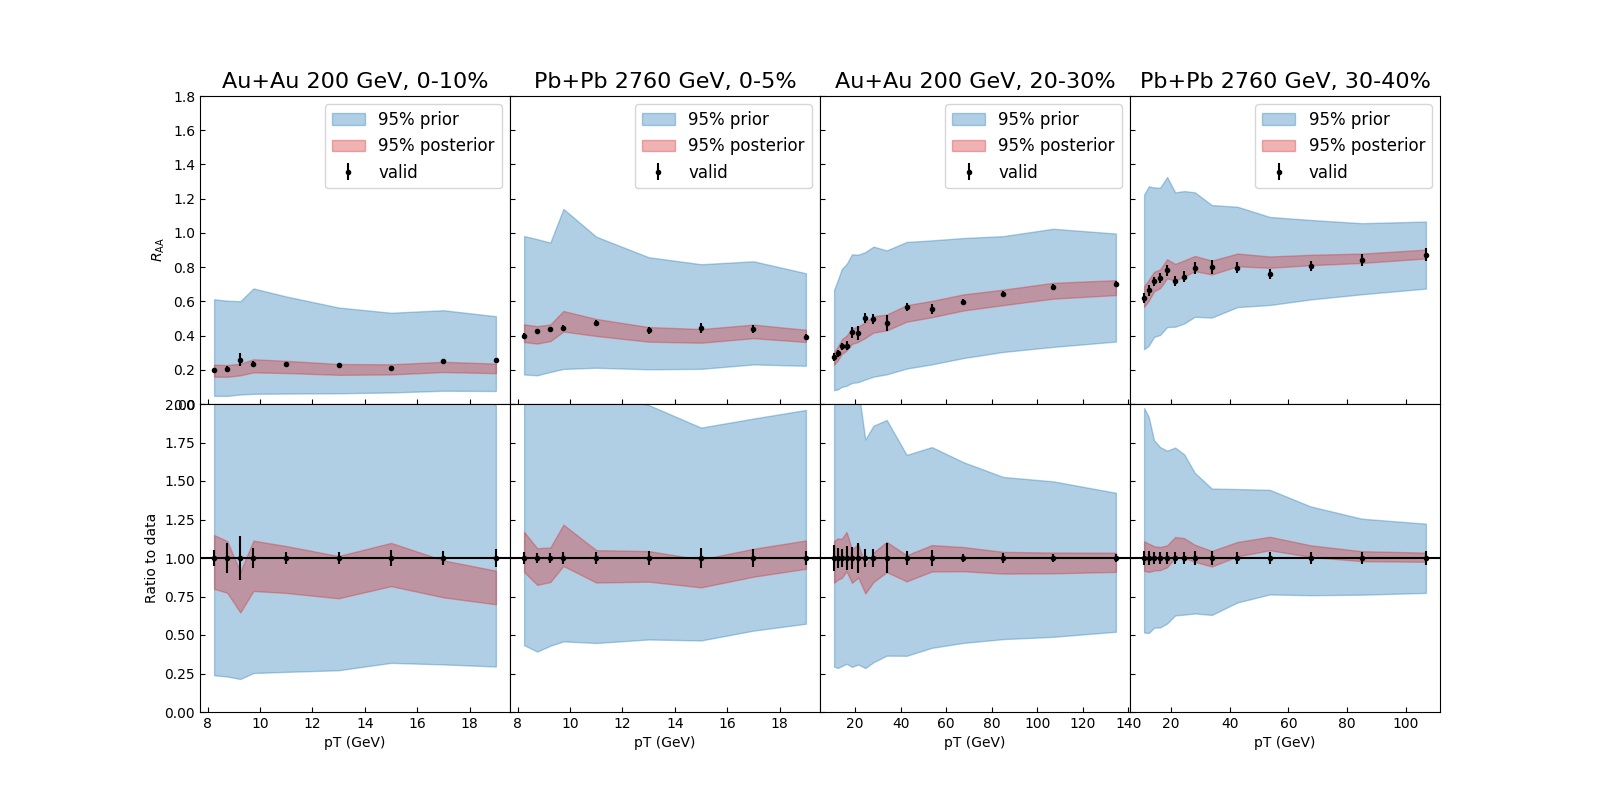 Au+Au 200 GeV, 0-10%
Pb+Pb 2760 GeV, 0-5%
Au+Au 200 GeV, 20-30%
Pb+Pb 2760 GeV, 30-40%
95% prior
95% posterior
valid
95% prior
95% posterior
valid
95% prior
95% posterior
valid
95% prior
95% posterior
valid
1.8
1.6
1.4
1.2
1.0
0.8
0.6
0.4
0.2
RAA
2.00
1.75
1.50
1.25
1.00
0.75
0.50
0.25
0.00
Ratio to data
8 10 12 14 16 18
8 10 12 14 16 18
20 40 60 80 100 120 140
20 40 60 80 100
pT (GeV)
pT (GeV)
pT (GeV)
pT (GeV)